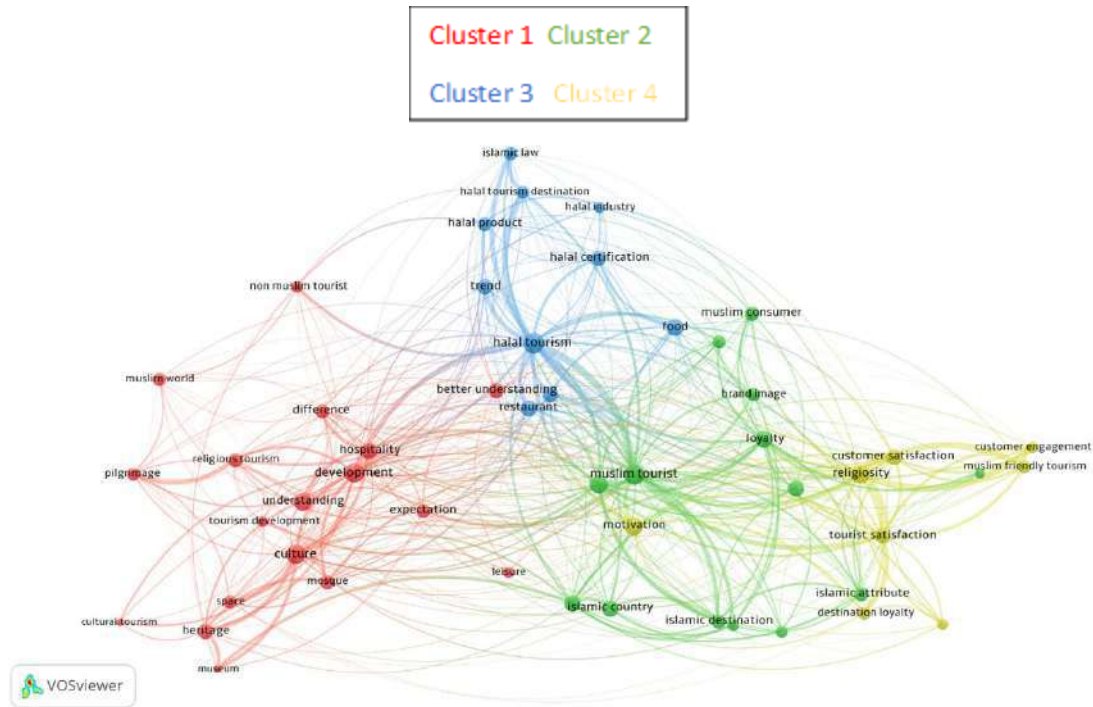 Cluster 1 Cluster 2
Cluster 3 Cluster 4
islamic law
halal tourism destination
halal industry
halal product
halal certification
non muslim tourist
trend
muslim consumer
food
halal tourism
muslim world
better understanding
brand image
restaurant
difference
hospitality
loyalty
customer engagement
religious tourism
customer satisfaction
muslim friendly tourism
pilgrimage
development
muslim tourist
religiosity
understanding
expectation
tourism development
motivation
tourist satisfaction
culture
leisure
mosque
islamic attribute
space
islamic country
destination loyalty
cultural tourism
heritage
islamic destination
museum
VOSviewer